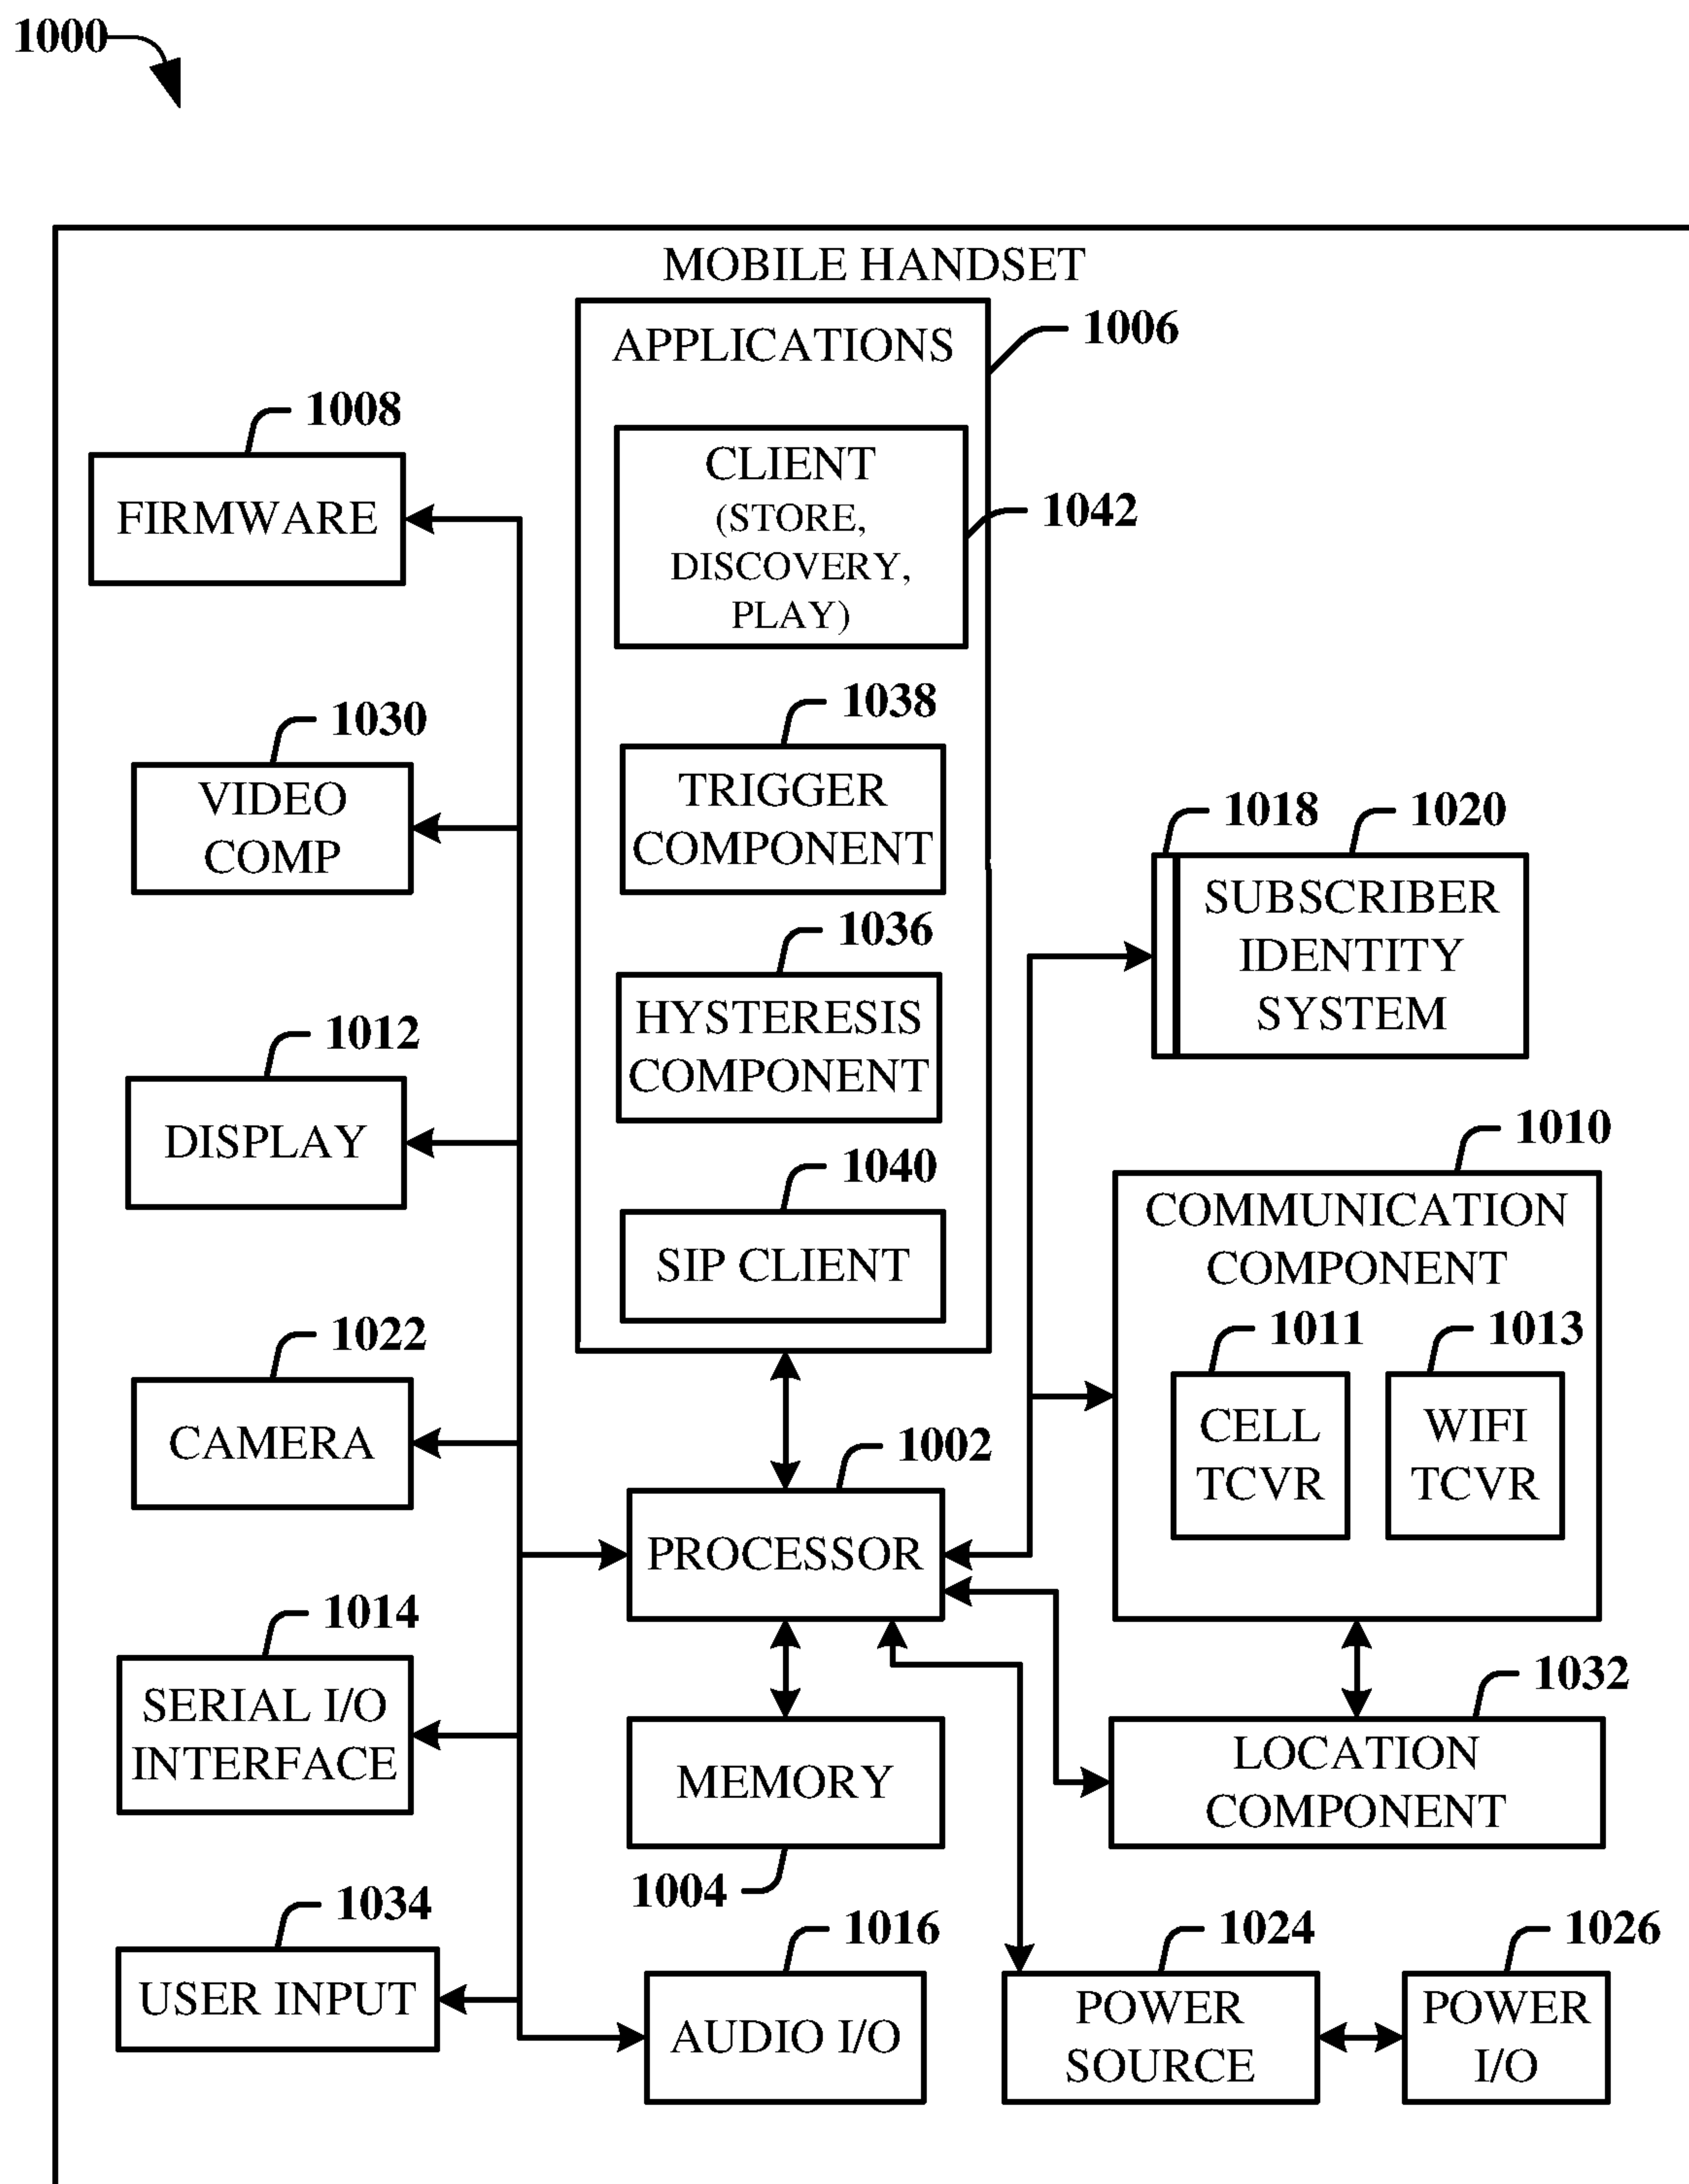 1000
MOBILE HANDSET
APPLICATIONS
1006
CLIENT
(STORE,
DISCOVERY,
PLAY)
1042
1038
TRIGGER
COMPONENT
1036
HYSTERESIS
COMPONENT
1040
SIP CLIENT
1008
FIRMWARE
1030
VIDEO
COMP
1012
DISPLAY
1022
CAMERA
1014
SERIAL I/O
INTERFACE
1034
USER INPUT
1002
PROCESSOR
MEMORY
1004
1016
AUDIO I/O
1018
1020
SUBSCRIBER
IDENTITY
SYSTEM
1010
COMMUNICATION
COMPONENT
1011
CELL
TCVR
1013
WIFI
TCVR
1032
LOCATION
COMPONENT
1024
POWER
SOURCE
1026
POWER
I/O